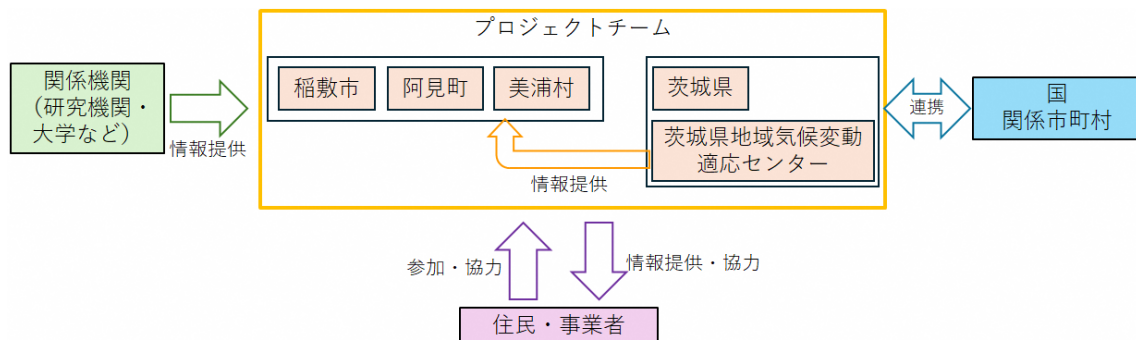 プロジェクトチーム
関係機関
（研究機関・
大学など）
情報提供
稲敷市
阿見町
美浦村
茨城県
茨城県地域気候変動
適応センター
情報提供
連携
国
関係市町村
参加・協力
情報提供・協力
住民・事業者